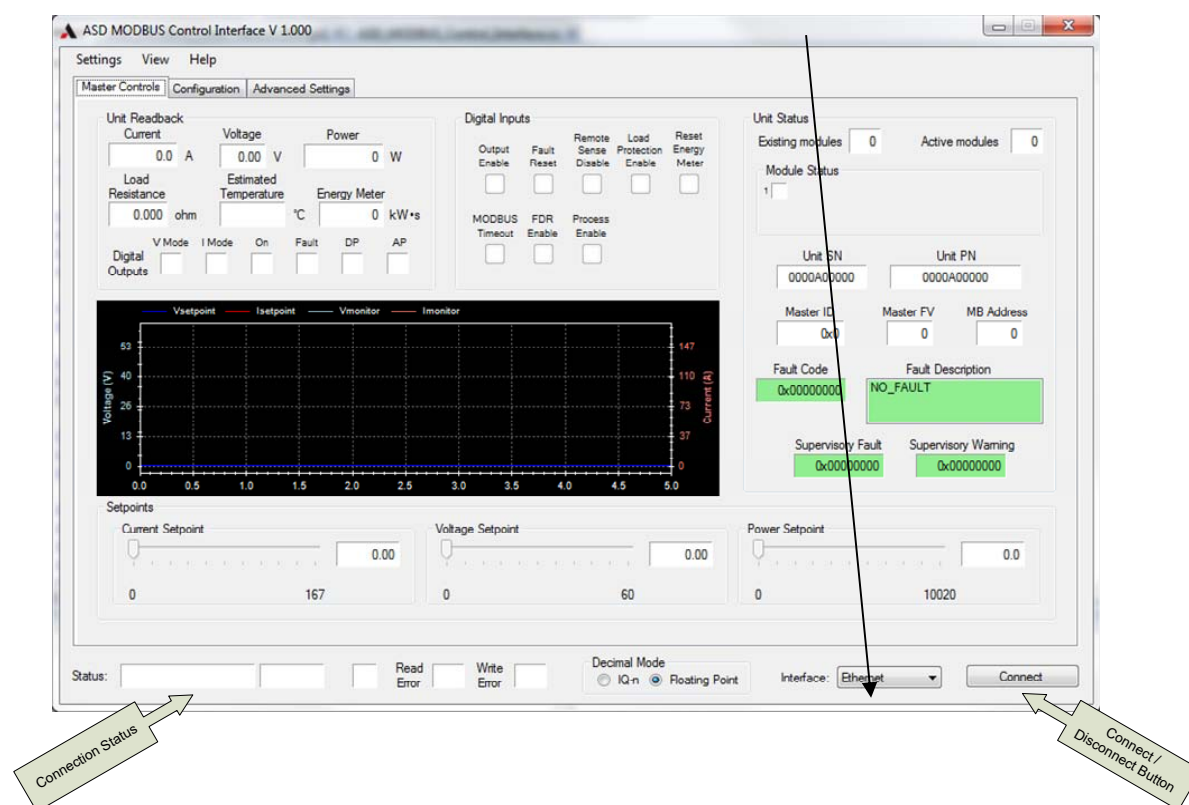 ASD MODBUS Control Interface V 1.000
Settings View Help
Master Controls Configuration Advanced Settings
Unit Readback
Current Voltage Power
0.0 A 0.00 V 0 W
Load Resistance Estimated Temperature Energy Meter
0.000 ohm °C 0 kW•s
Digital Outputs V Mode I Mode On Fault DP AP
Digital Inputs
Output Enable Fault Reset Remote Sense Disable Load Protection Enable Reset Energy Meter
MODBUS Timeout FDR Enable Process Enable
Unit Status
Existing modules 0 Active modules 0
Module Status
1
Unit SN Unit PN
0000A00000 0000A00000
Master ID Master FV MB Address
0x0 0 0
Fault Code Fault Description
0x00000000 NO_FAULT
Supervisory Fault Supervisory Warning
0x00000000 0x00000000
Vsetpoint Isetpoint Vmonitor Imonitor
Voltage (V)
53
40
26
13
0
147
110
73
37
0
Current (A)
0.0 0.5 1.0 1.5 2.0 2.5 3.0 3.5 4.0 4.5 5.0
Setpoints
Current Setpoint Voltage Setpoint Power Setpoint
0.00 0.00 0.0
0 167 0 60 0 10020
Status: Read Error Write Error
Decimal Mode
IQ-n Floating Point
Interface: Ethernet Connect
Connection Status
Connect /
Disconnect Button